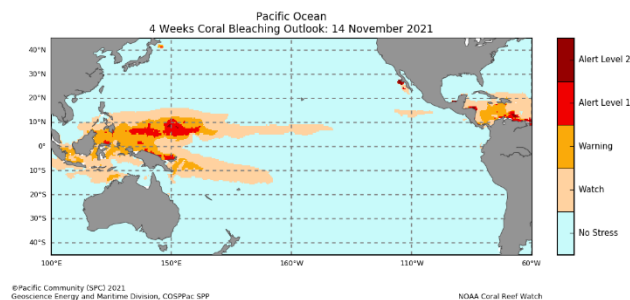 Pacific Ocean
4 Weeks Coral Bleaching Outlook: 14 November 2021
40°N
30°N
20°N
10°N
0°
10°S
20°S
30°S
40°S
100°E
150°E
160°W
110°W
60°W
Alert Level 2
Alert Level 1
Warning
Watch
No Stress
©Pacific Community (SPC) 2021
Geoscience Energy and Maritime Division, COSPPac SPP
NOAA Coral Reef Watch